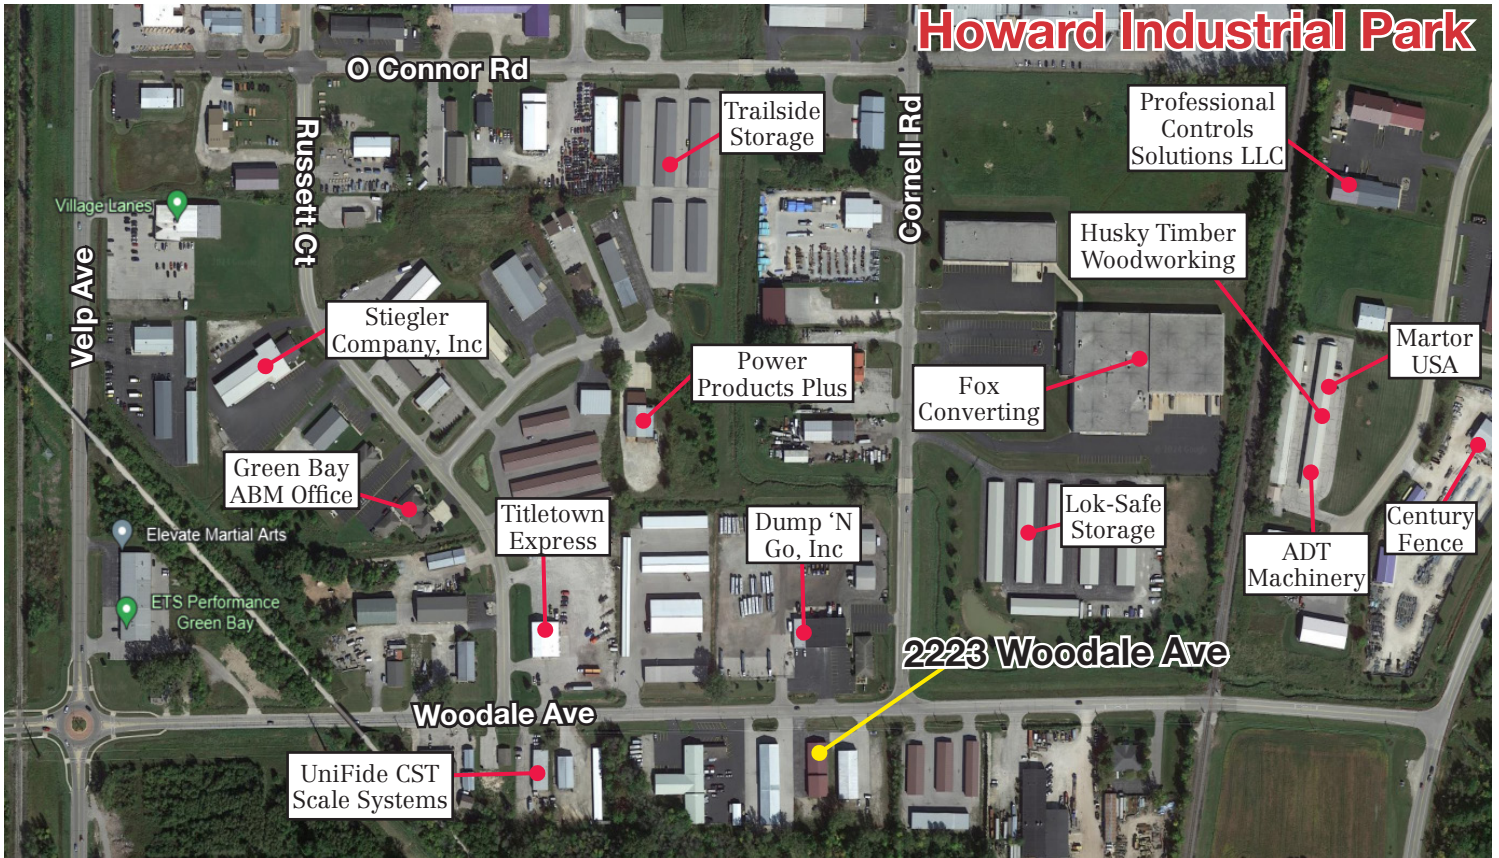 Howard Industrial Park
O Connor Rd
Trailside
Storage
Professional
Controls
Solutions LLC
Russett Ct
Cornell Rd
Village Lanes
Husky Timber
Woodworking
Velp Ave
Stiegler
Company, Inc
Power
Products Plus
Fox
Converting
Martor
USA
Green Bay
ABM Office
Titletown
Express
Dump ‘N
Go, Inc
Lok-Safe
Storage
Century
Fence
ADT
Machinery
Elevate Martial Arts
ETS Performance
Green Bay
2223 Woodale Ave
Woodale Ave
UniFide CST
Scale Systems